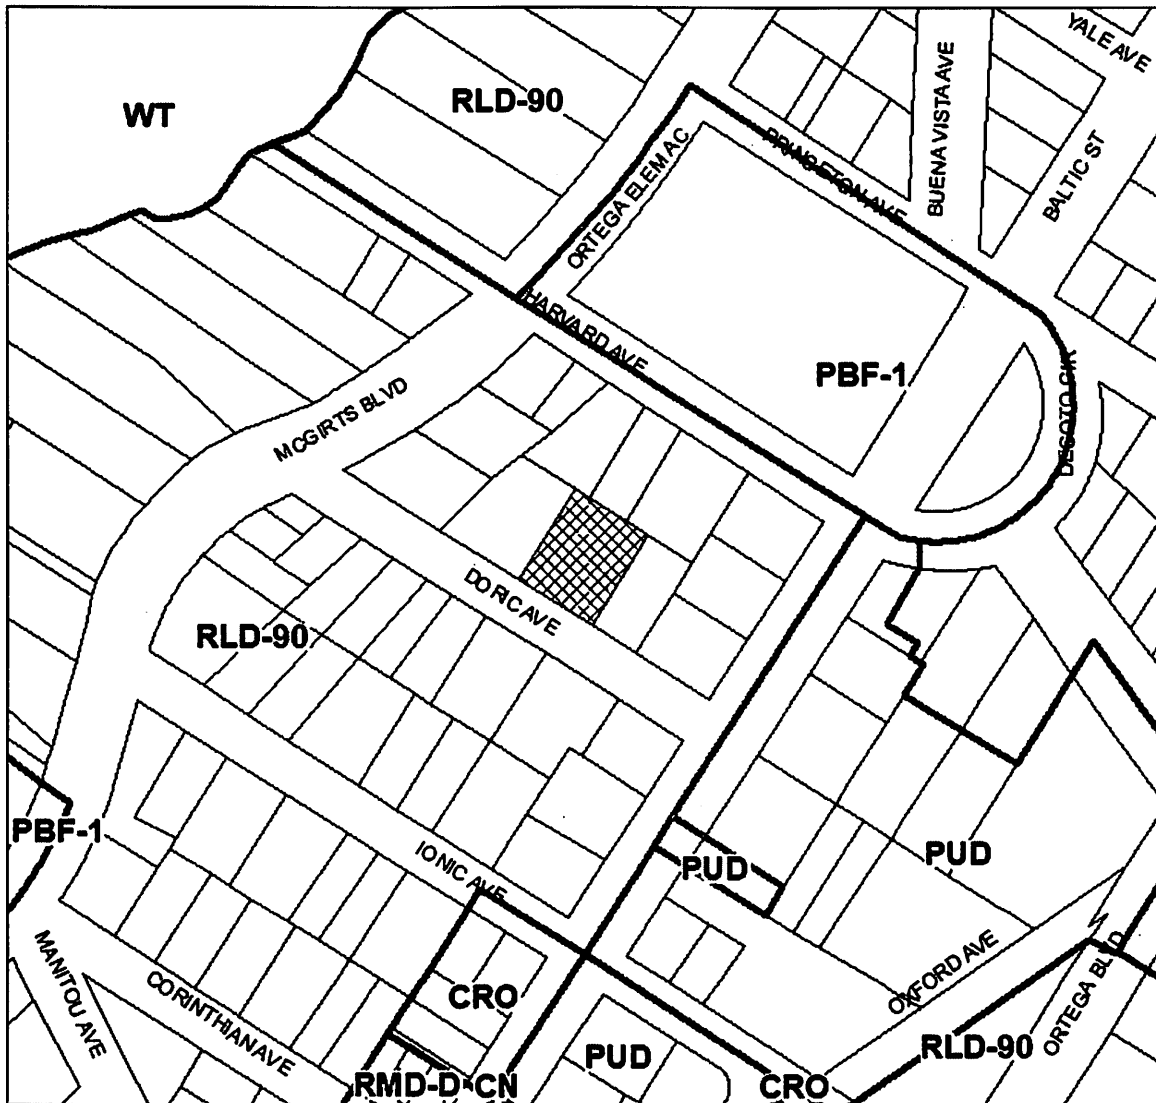 YALE AVE
WT
RLD-90
BUENA VISTA AVE
BALTIC ST
PRINCETON AVE
ORTEGA ELEM AC
HARVARD AVE
PBF-1
DESOTO CIR
MCGIRTS BLVD
DORIC AVE
RLD-90
PBF-1
IONIC AVE
PUD
PUD
MANITOU AVE
CORINTHIAN AVE
CRO
OXFORD AVE
ORTEGA BLVD
RLD-90
PUD
RMD-D
CN
CRO